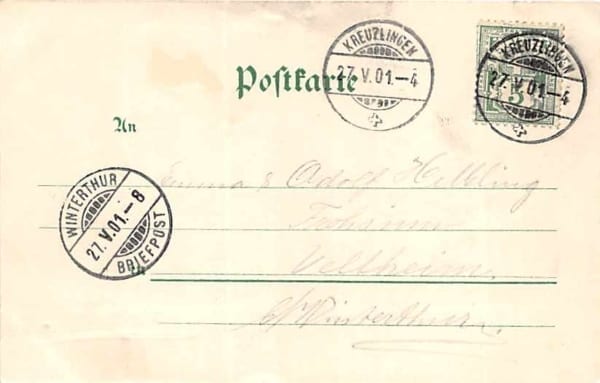 KREUZLINGEN
27.V.01.–4
KREUZLINGEN
27.V.01.–4
5
Postkarte
An
WINTERTHUR
27.V.01.–8
BRIEFPOST
Emma & Adolf Helbling
Veltheim
b/Winterthur.